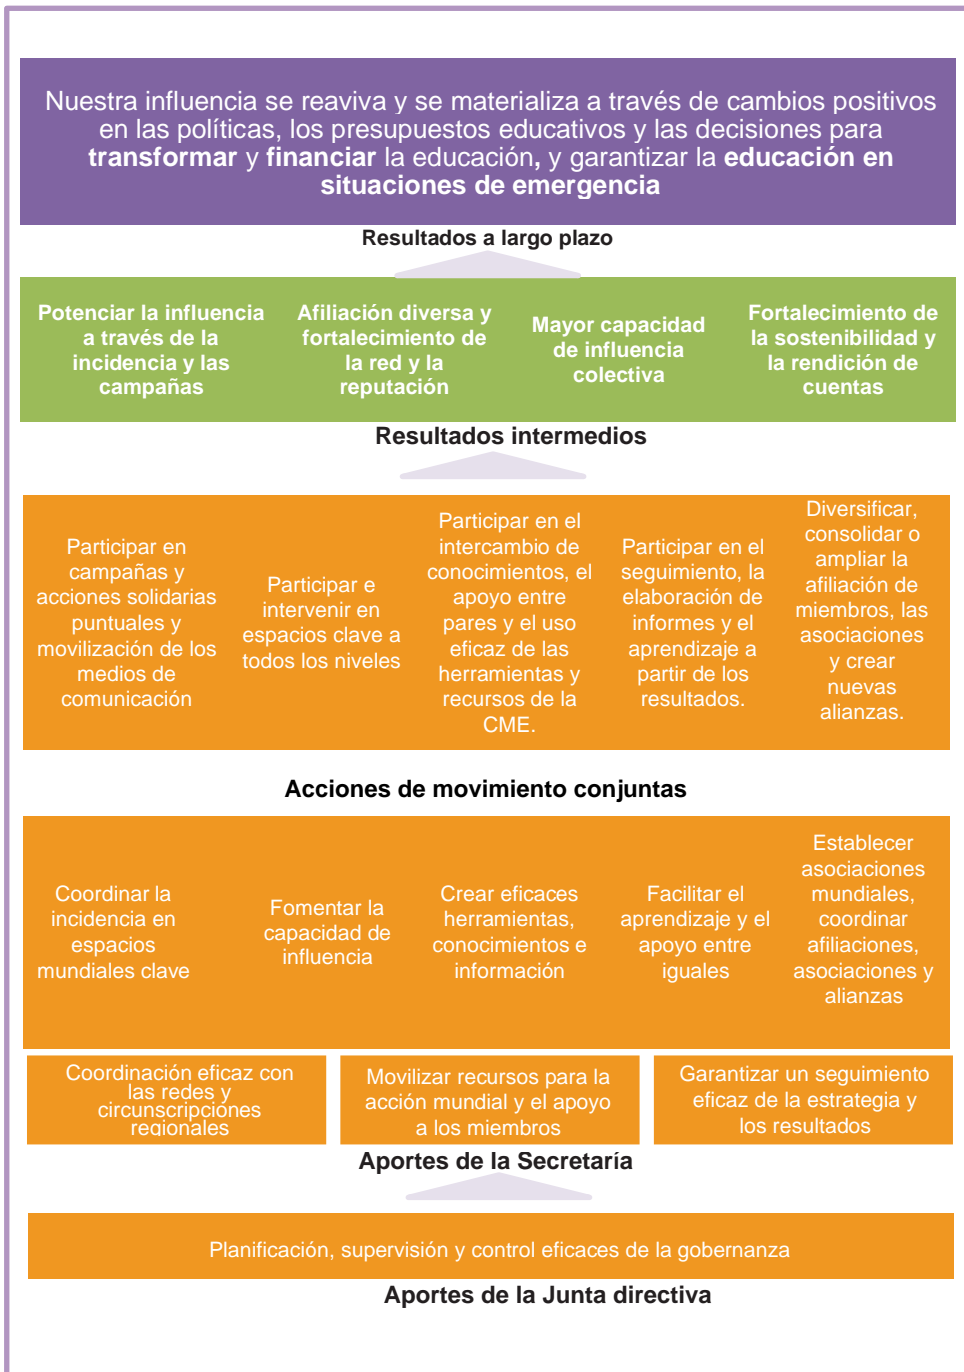 Nuestra influencia se reaviva y se materializa a través de cambios positivos
en las políticas, los presupuestos educativos y las decisiones para
transformar y financiar la educación, y garantizar la educación en
situaciones de emergencia
Resultados a largo plazo
Potenciar la influencia
a través de la
incidencia y las
campañas
Afiliación diversa y
fortalecimiento de
la red y la
reputación
Mayor capacidad
de influencia
colectiva
Fortalecimiento de
la sostenibilidad y
la rendición de
cuentas
Resultados intermedios
Participar en
campañas y
acciones solidarias
puntuales y
movilización de los
medios de
comunicación
Participar e
intervenir en
espacios clave a
todos los niveles
Participar en el
intercambio de
conocimientos, el
apoyo entre
pares y el uso
eficaz de las
herramientas y
recursos de la
CME.
Participar en el
seguimiento, la
elaboración de
informes y el
aprendizaje a
partir de los
resultados.
Diversificar,
consolidar o
ampliar la
afiliación de
miembros, las
asociaciones
y crear
nuevas
alianzas.
Acciones de movimiento conjuntas
Coordinar la
incidencia en
espacios
mundiales clave
Fomentar la
capacidad de
influencia
Crear eficaces
herramientas,
conocimientos e
información
Facilitar el
aprendizaje y el
apoyo entre
iguales
Establecer
asociaciones
mundiales,
coordinar
afiliaciones,
asociaciones y
alianzas
Coordinación eficaz con
las redes y
circunscripciones
regionales
Movilizar recursos para la
acción mundial y el apoyo
a los miembros
Garantizar un seguimiento
eficaz de la estrategia y
los resultados
Aportes de la Secretaría
Planificación, supervisión y control eficaces de la gobernanza
Aportes de la Junta directiva